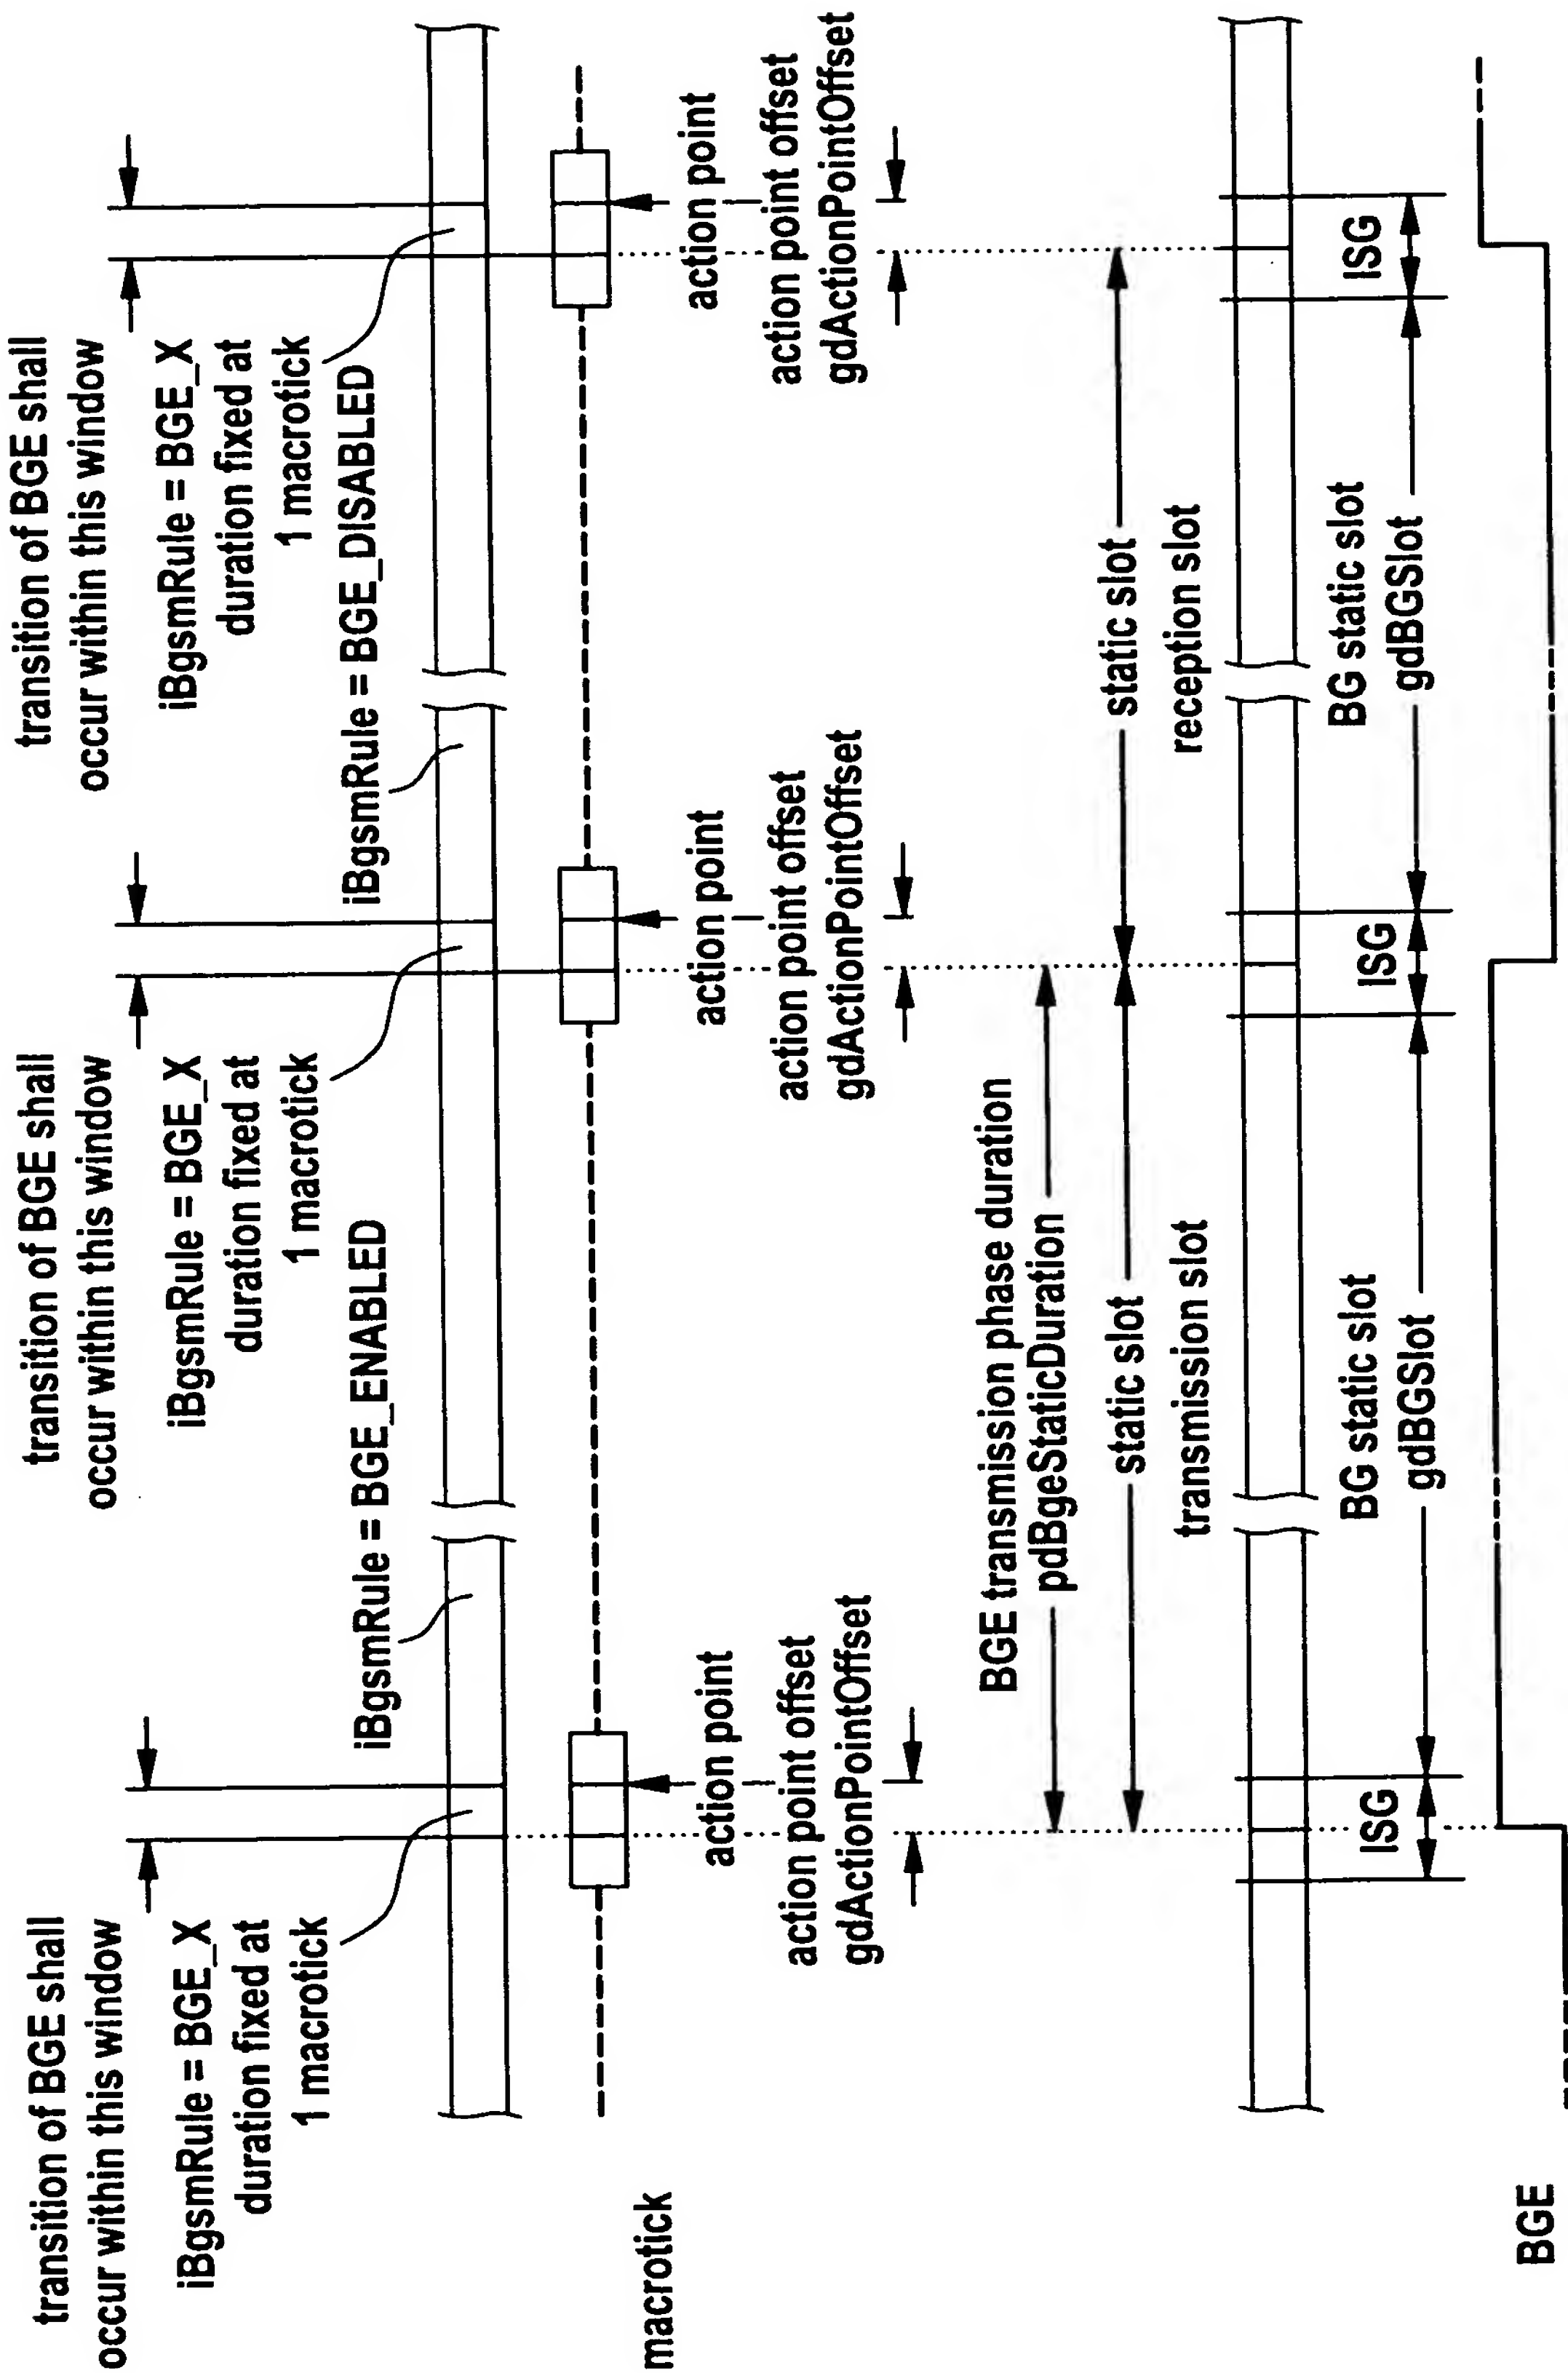 transition of BGE shall
occur within this window
iBgsmRule = BGE_X
duration fixed at
1 macrotick
transition of BGE shall
occur within this window
iBgsmRule = BGE_X
duration fixed at
1 macrotick
transition of BGE shall
occur within this window
iBgsmRule = BGE_X
duration fixed at
1 macrotick
iBgsmRule = BGE_ENABLED
iBgsmRule = BGE_DISABLED
macrotick
action point
action point offset
gdActionPointOffset
action point
action point offset
gdActionPointOffset
action point
action point offset
gdActionPointOffset
BGE transmission phase duration
pdBgeStaticDuration
static slot
static slot
transmission slot
reception slot
ISG
BG static slot
gdBGSlot
ISG
BG static slot
gdBGSlot
ISG
BGE